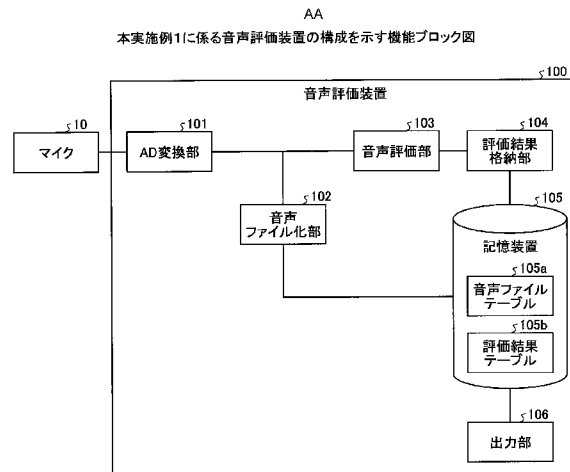 AA
本実施例1に係る音声評価装置の構成を示す機能ブロック図
100
音声評価装置
10
マイク
101
AD変換部
103
音声評価部
104
評価結果
格納部
102
音声
ファイル化部
105
記憶装置
105a
音声ファイル
テーブル
105b
評価結果
テーブル
106
出力部